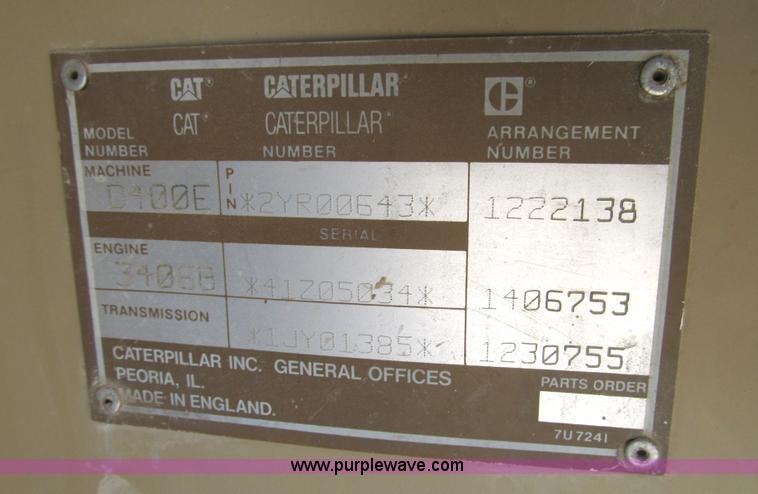 CAT® CATERPILLAR®
CAT® CATERPILLAR®
MODEL NUMBER NUMBER ARRANGEMENT NUMBER
MACHINE D400E PIN *2YR00643* 1222138
SERIAL
ENGINE 3406B *41Z05034* 1406753
TRANSMISSION *1JY01385* 1230755
CATERPILLAR INC. GENERAL OFFICES
PEORIA, IL. PARTS ORDER
MADE IN ENGLAND.
7U7241
www.purplewave.com